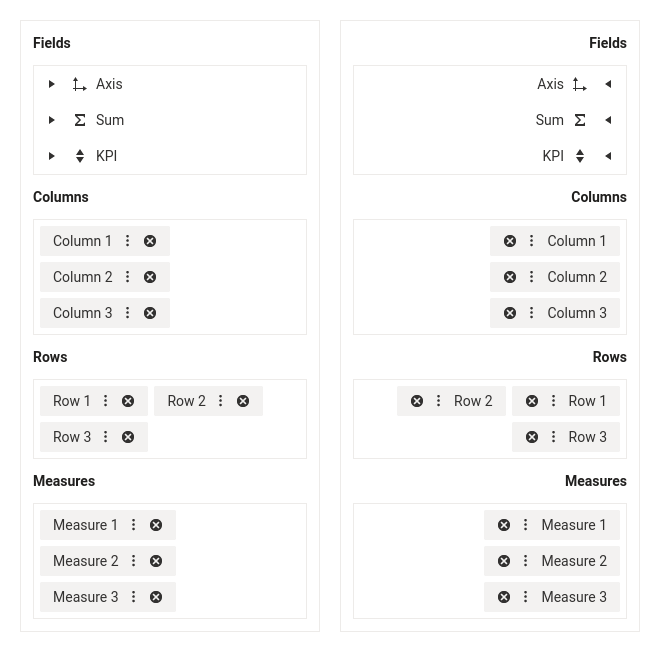 Fields
Axis
Sum
KPI
Columns
Column 1
Column 2
Column 3
Rows
Row 1 Row 2
Row 3
Measures
Measure 1
Measure 2
Measure 3
Fields
Axis
Sum
KPI
Columns
Column 1
Column 2
Column 3
Rows
Row 2 Row 1
Row 3
Measures
Measure 1
Measure 2
Measure 3